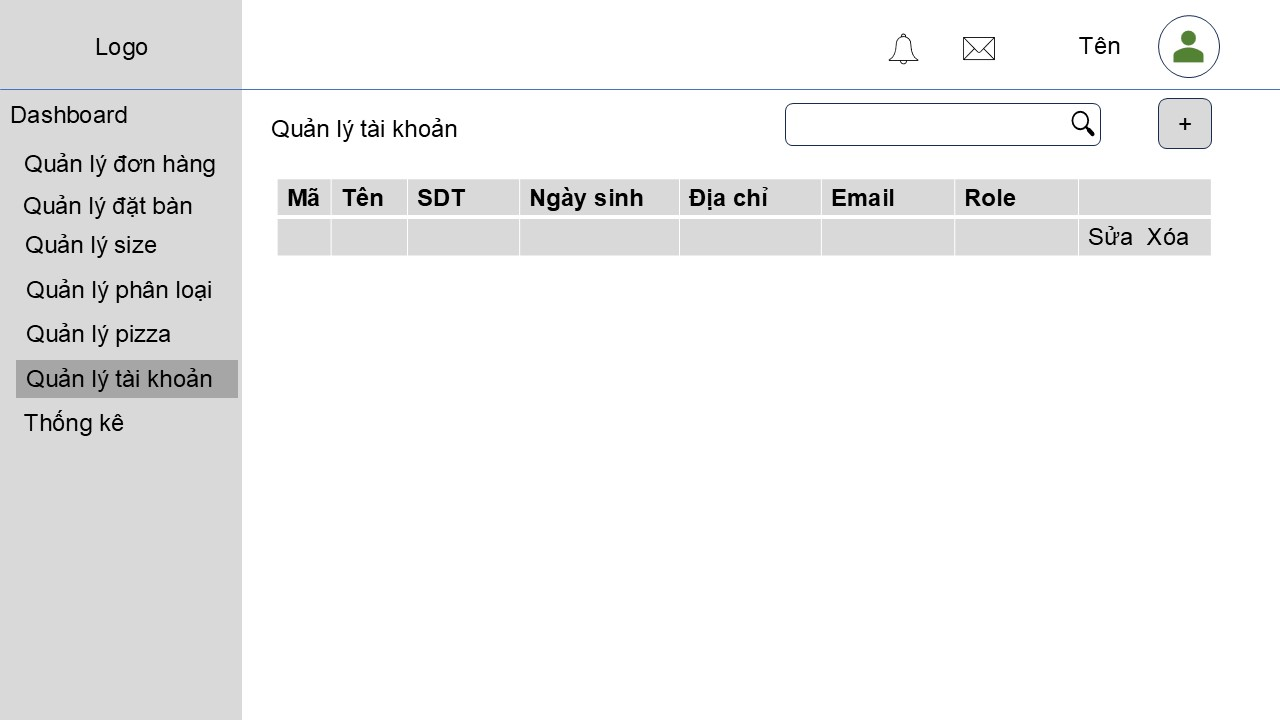 Logo
Tên
Dashboard
Quản lý đơn hàng
Quản lý đặt bàn
Quản lý size
Quản lý phân loại
Quản lý pizza
Quản lý tài khoản
Thống kê
Quản lý tài khoản
+
Mã Tên SDT Ngày sinh Địa chỉ Email Role
Sửa Xóa